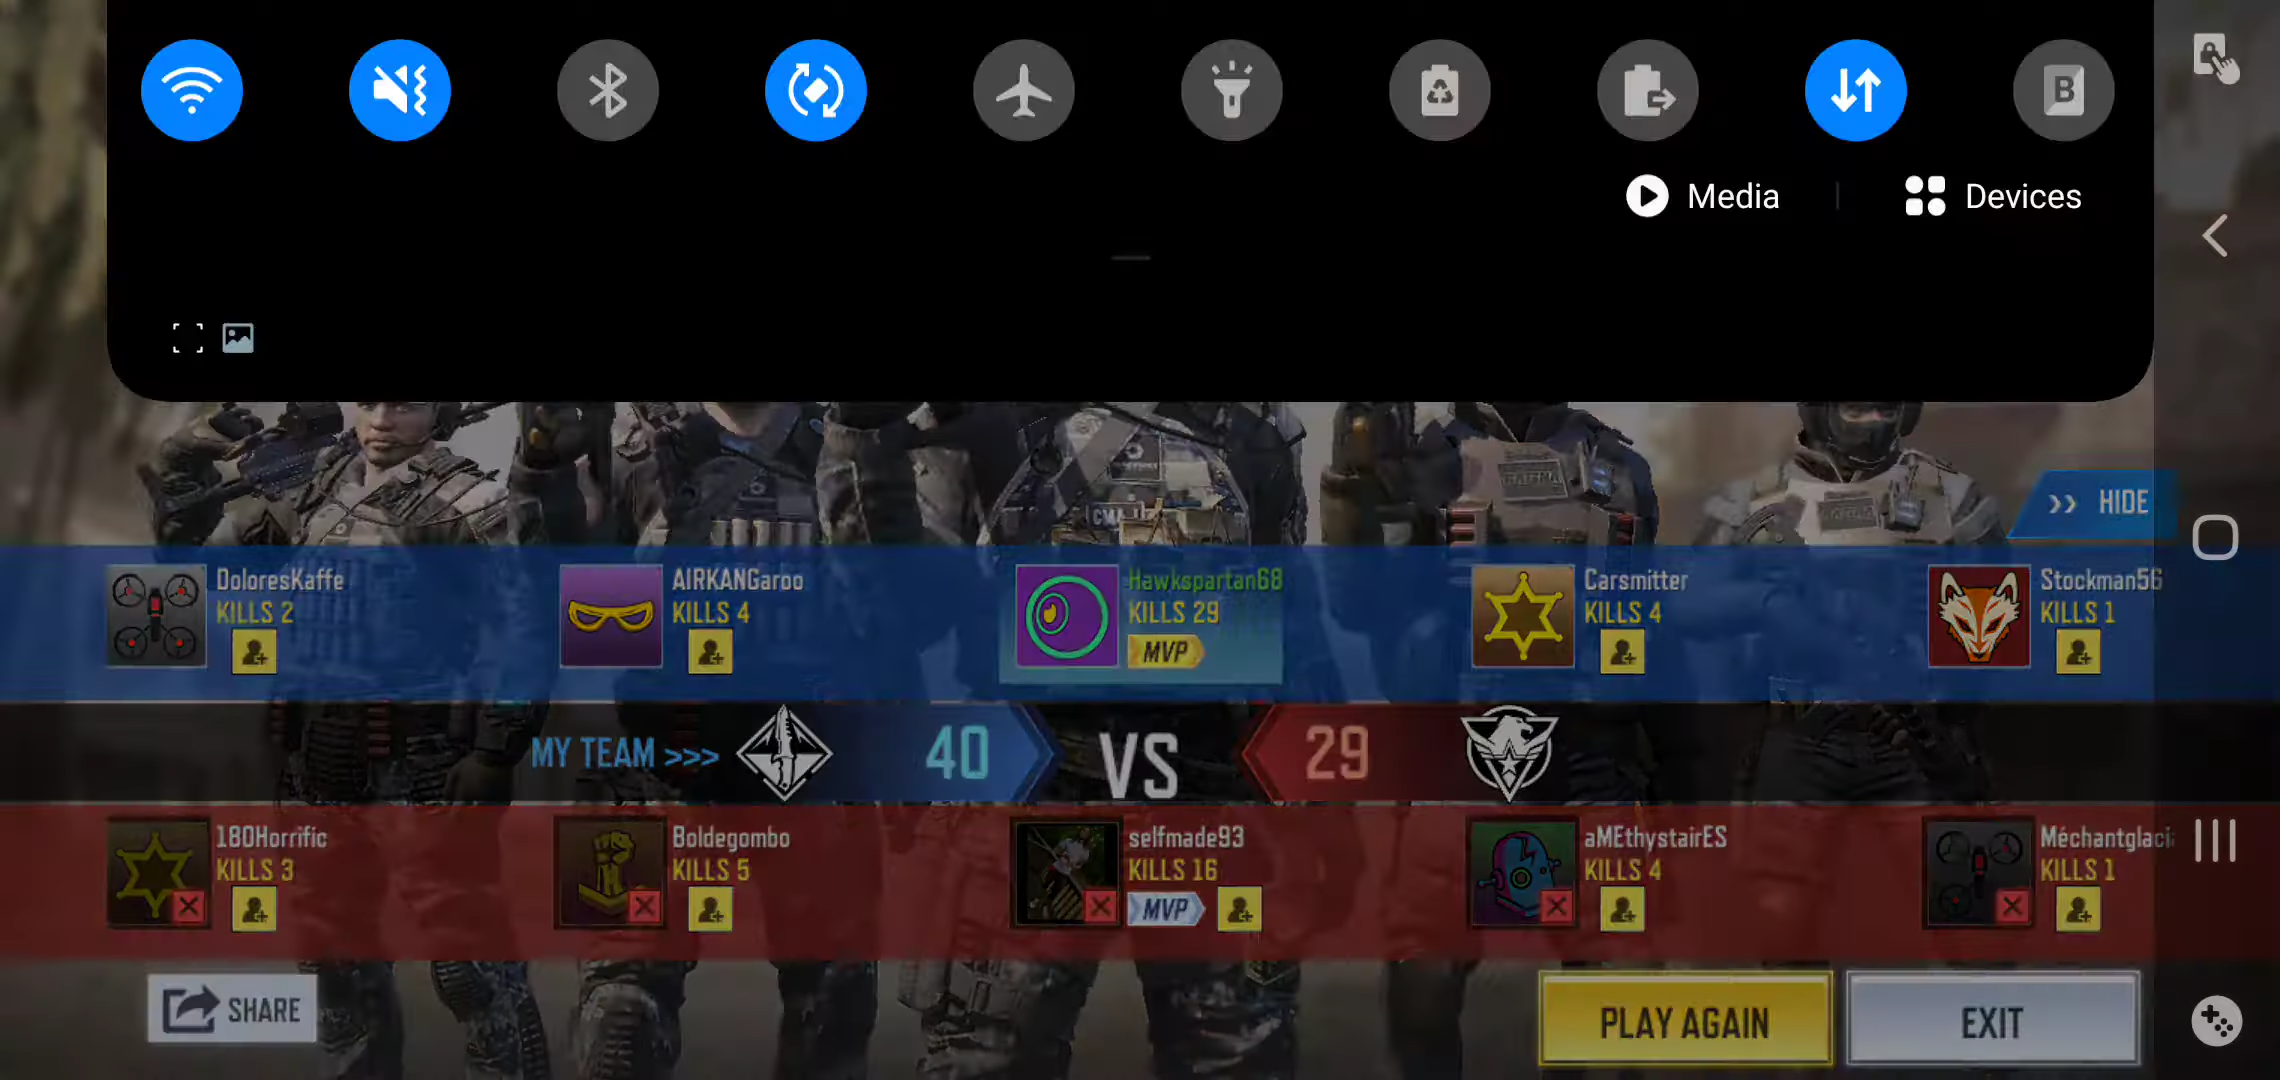 B
Media
Devices
HIDE
DoloresKaffe
KILLS 2
AIRKANGaroo
KILLS 4
Hawkspartan68
KILLS 29
MVP
Carsmitter
KILLS 4
Stockman56
KILLS 1
MY TEAM >>>
40
VS
29
180Horrific
KILLS 3
Boldegombo
KILLS 5
selfmade93
KILLS 16
MVP
aMEthystairES
KILLS 4
Méchantglaci
KILLS 1
SHARE
PLAY AGAIN
EXIT